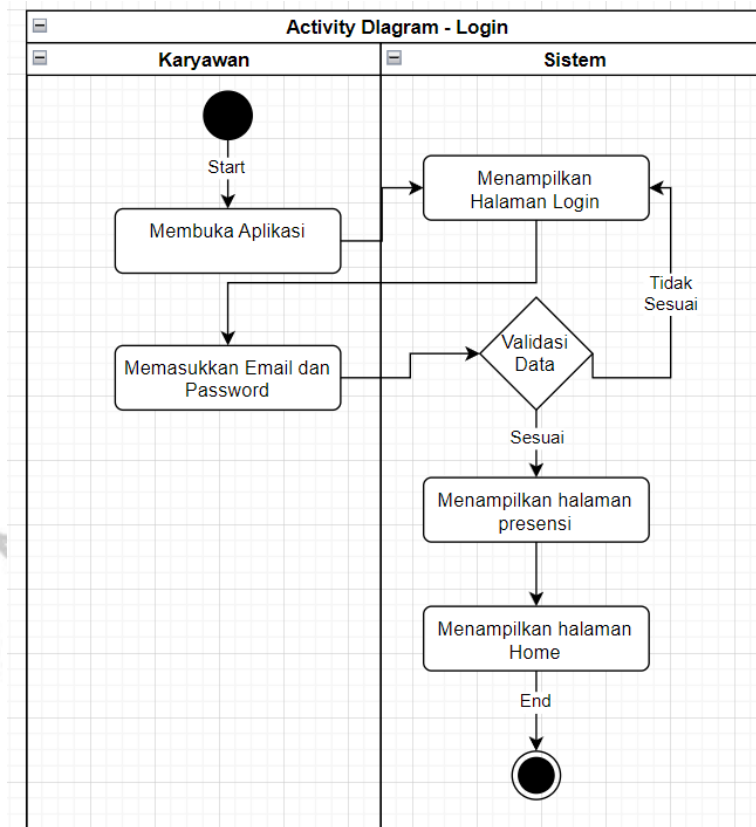 Activity DIagram - Login
Karyawan
Sistem
Start
Membuka Aplikasi
Menampilkan
Halaman Login
Tidak
Sesuai
Memasukkan Email dan
Password
Validasi
Data
Sesuai
Menampilkan halaman
presensi
Menampilkan halaman
Home
End